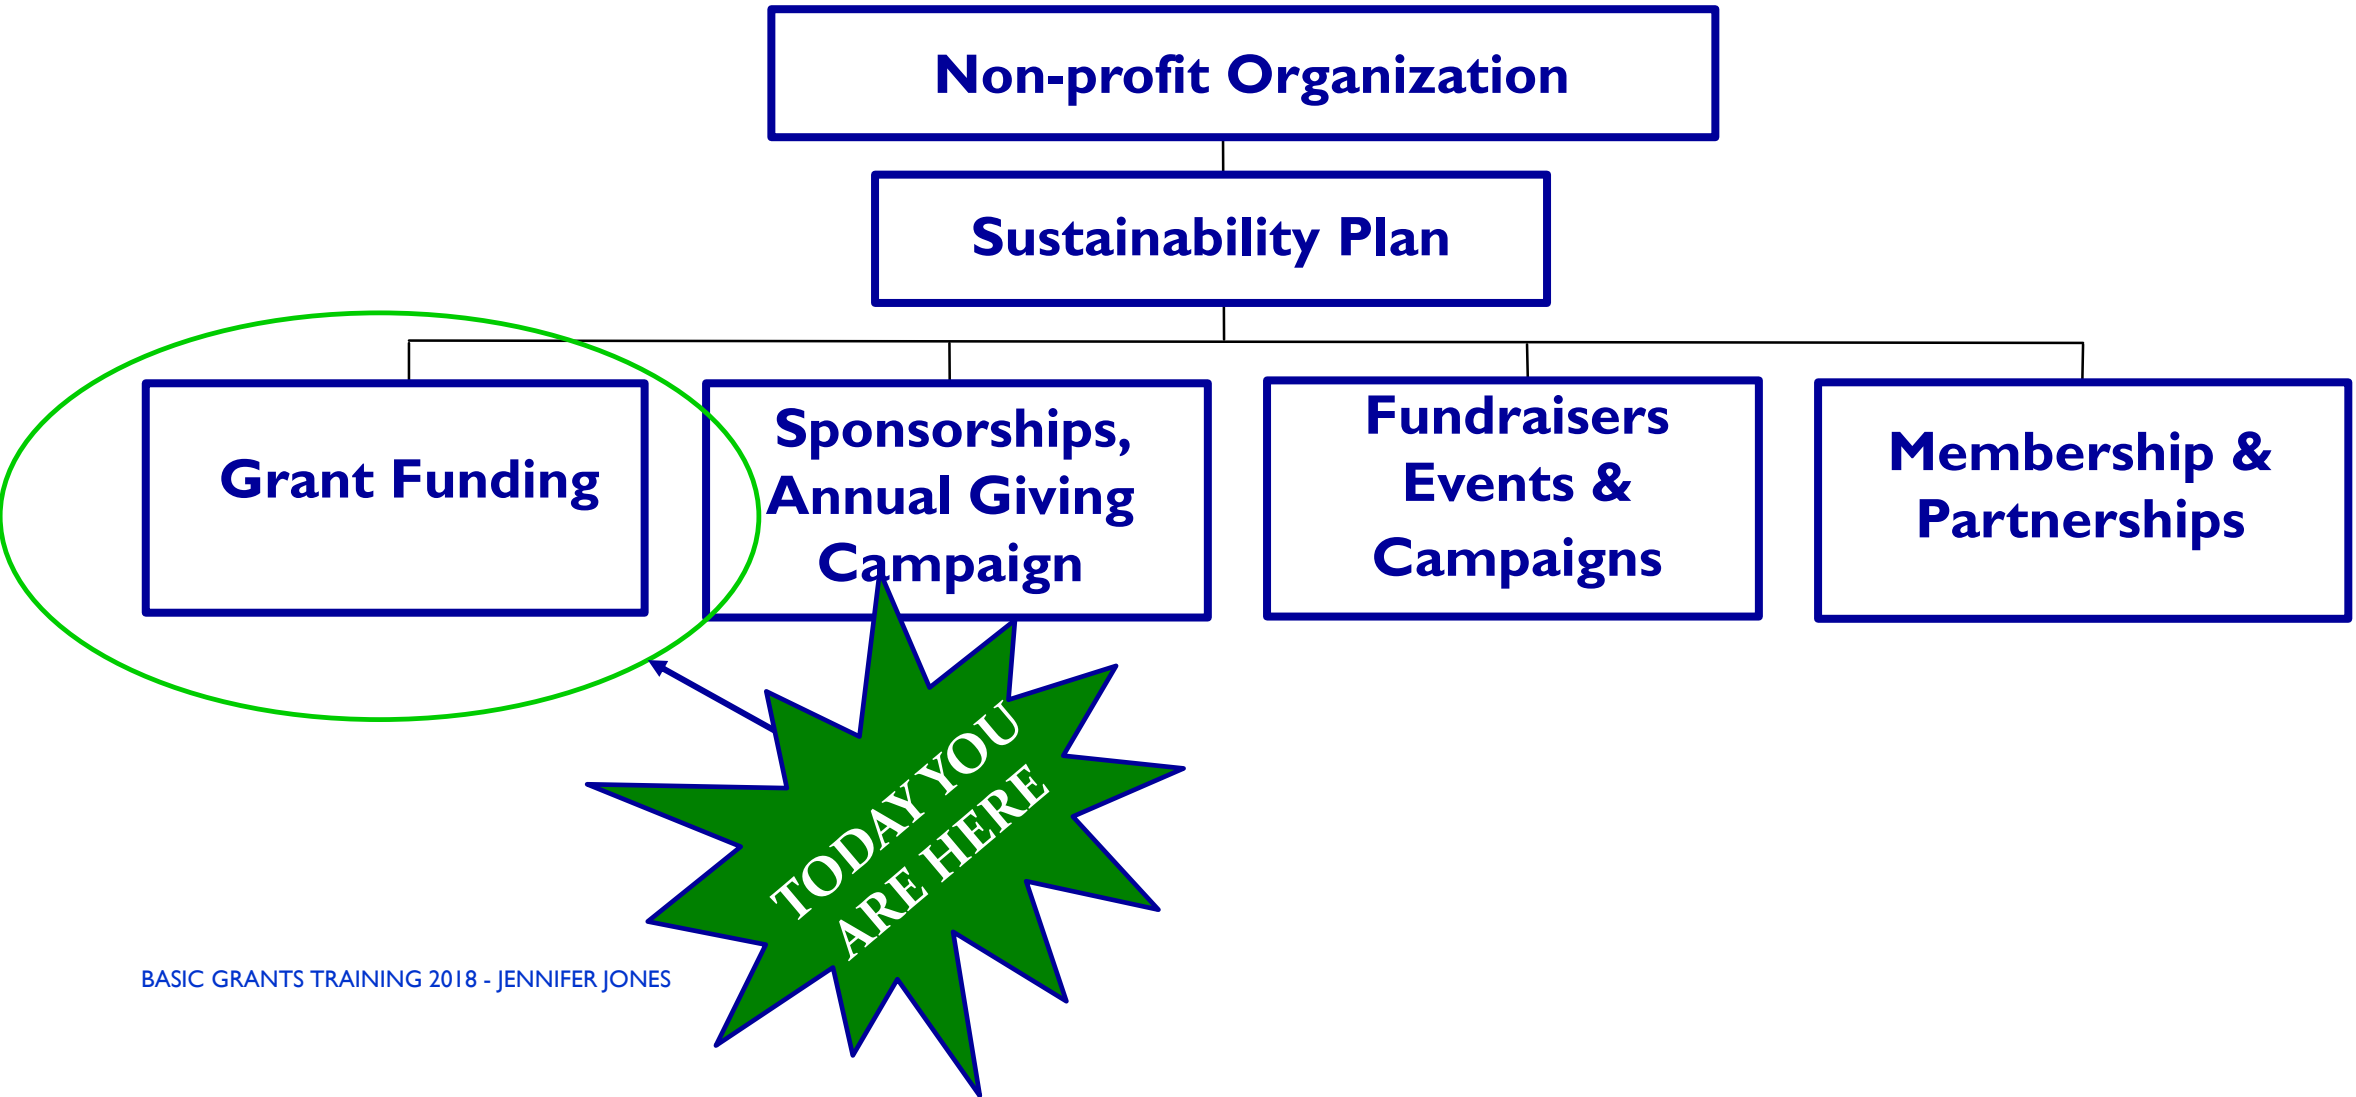 Non-profit Organization
Sustainability Plan
Grant Funding
Sponsorships,
Annual Giving
Campaign
Fundraisers
Events &
Campaigns
Membership &
Partnerships
TODAY YOU
ARE HERE
BASIC GRANTS TRAINING 2018 - JENNIFER JONES